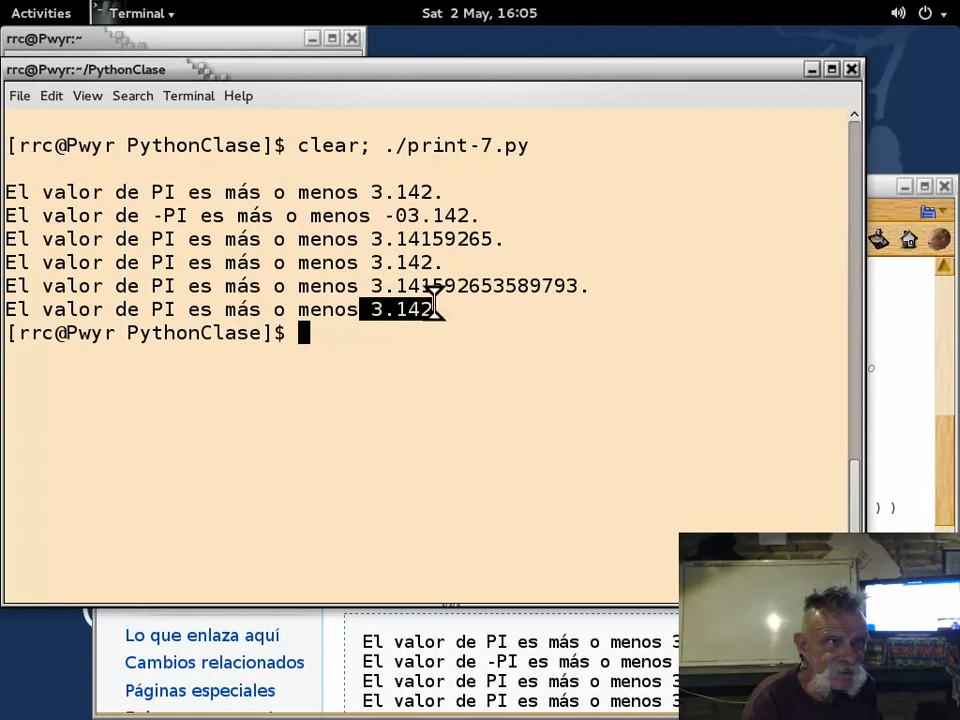 Activities
Terminal
Sat 2 May, 16:05
rrc@Pwyr:~
rrc@Pwyr:~/PythonClase
File Edit View Search Terminal Help
[rrc@Pwyr PythonClase]$ clear; ./print-7.py
El valor de PI es más o menos 3.142.
El valor de -PI es más o menos -03.142.
El valor de PI es más o menos 3.14159265.
El valor de PI es más o menos 3.142.
El valor de PI es más o menos 3.141592653589793.
El valor de PI es más o menos 3.142
[rrc@Pwyr PythonClase]$
o
) )
Lo que enlaza aquí
Cambios relacionados
Páginas especiales
El valor de PI es más o menos 3
El valor de -PI es más o menos
El valor de PI es más o menos
El valor de PI es más o menos